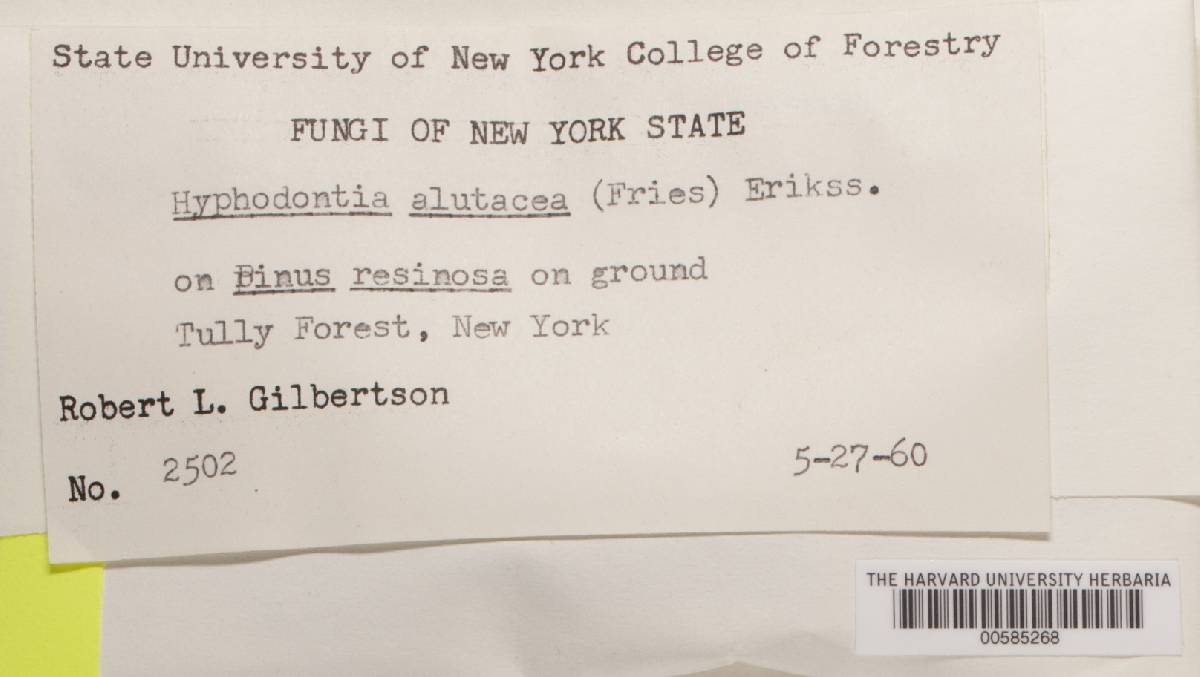 State University of New York College of Forestry
FUNGI OF NEW YORK STATE
Hyphodontia alutacea (Fries) Erikss.
on Pinus resinosa on ground
Tully Forest, New York
Robert L. Gilbertson
No. 2502
5-27-60
THE HARVARD UNIVERSITY HERBARIA
00585268